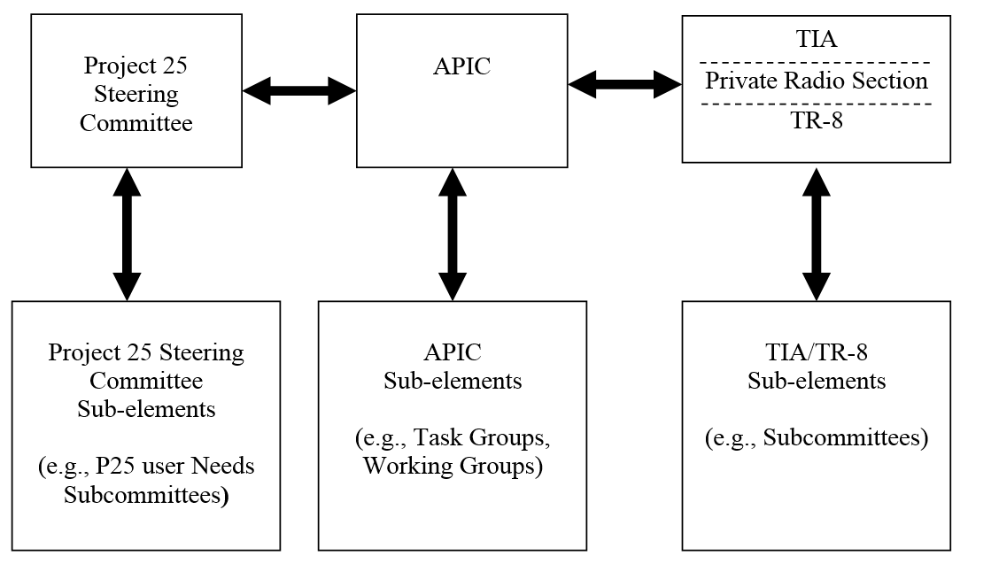 Project 25
Steering
Committee
APIC
TIA
Private Radio Section
TR-8
Project 25 Steering
Committee
Sub-elements
(e.g., P25 user Needs
Subcommittees)
APIC
Sub-elements
(e.g., Task Groups,
Working Groups)
TIA/TR-8
Sub-elements
(e.g., Subcommittees)